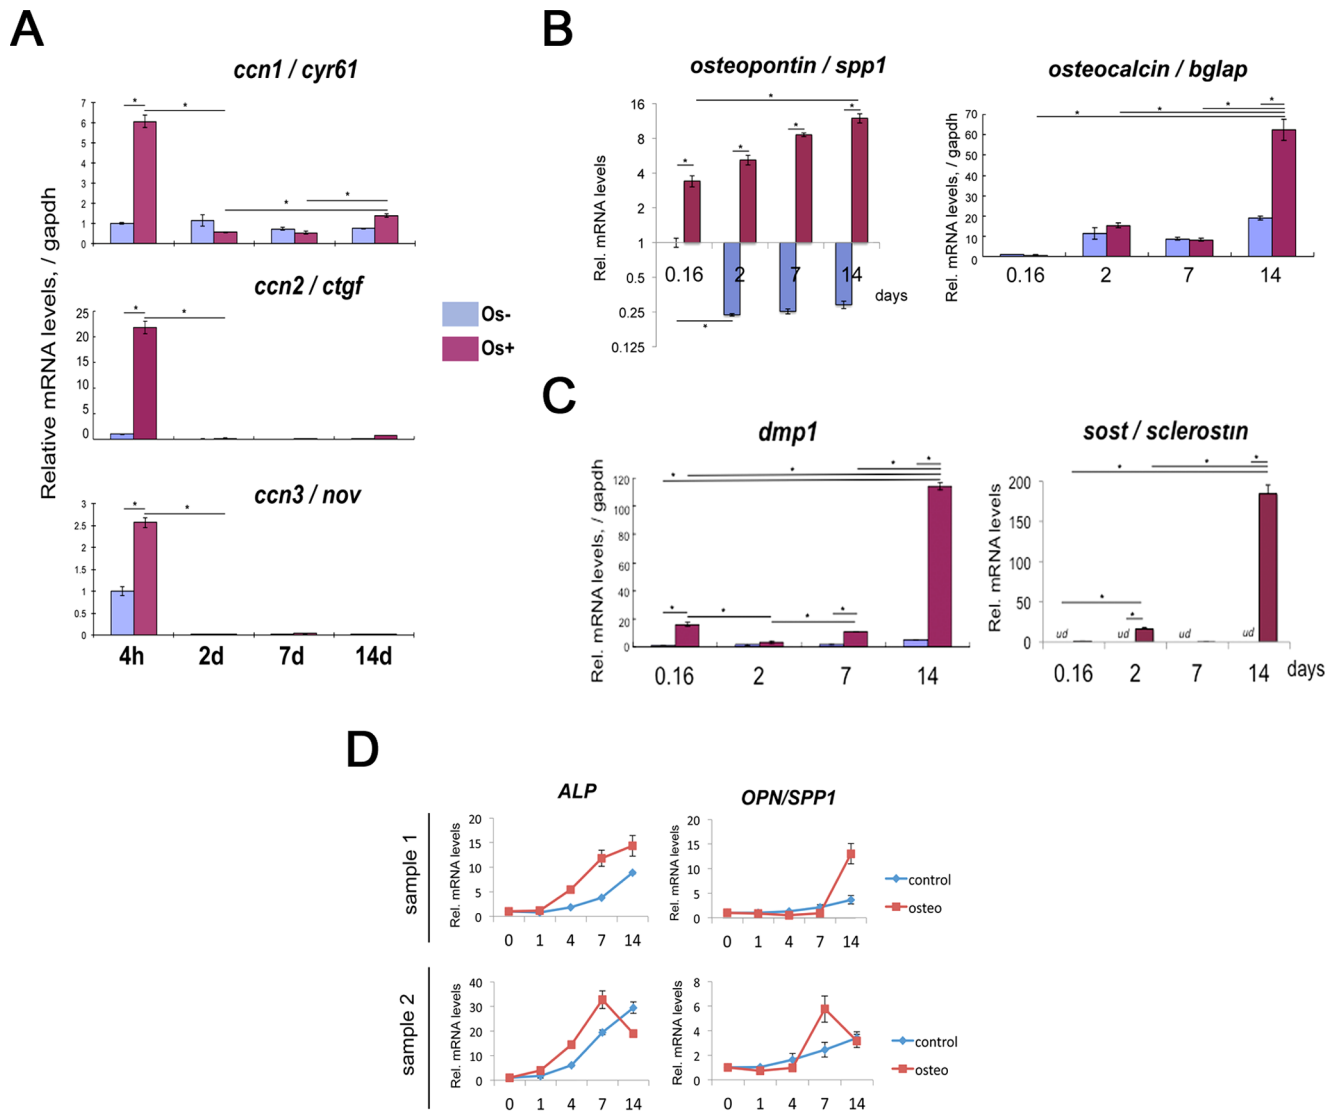 A
ccn1 / cyr61
7
6
5
4
3
2
1
0
*
*
*
*
Relative mRNA levels, / gapdh
ccn2 / ctgf
25
20
15
10
5
0
*
*
Os-
Os+
ccn3 / nov
3
2.5
2
1.5
1
0.5
0
*
*
4h 2d 7d 14d
B
osteopontin / spp1
Rel. mRNA levels
16
8
4
2
1
0.5
0.25
0.125
*
*
*
*
*
*
0.16 2 7 14
days
osteocalcin / bglap
Rel. mRNA levels, / gapdh
70
60
50
40
30
20
10
0
*
*
*
*
0.16 2 7 14
C
dmp1
Rel. mRNA levels, / gapdh
120
100
80
60
40
20
0
*
*
*
*
*
*
*
*
0.16 2 7 14
sost / sclerostin
Rel. mRNA levels
200
150
100
50
0
*
*
*
*
*
ud ud ud ud
0.16 2 7 14 days
D
ALP
OPN/SPP1
sample 1
Rel. mRNA levels
20
15
10
5
0
0 1 4 7 14
Rel. mRNA levels
20
15
10
5
0
0 1 4 7 14
control
osteo
sample 2
Rel. mRNA levels
40
30
20
10
0
0 1 4 7 14
Rel. mRNA levels
8
6
4
2
0
0 1 4 7 14
control
osteo